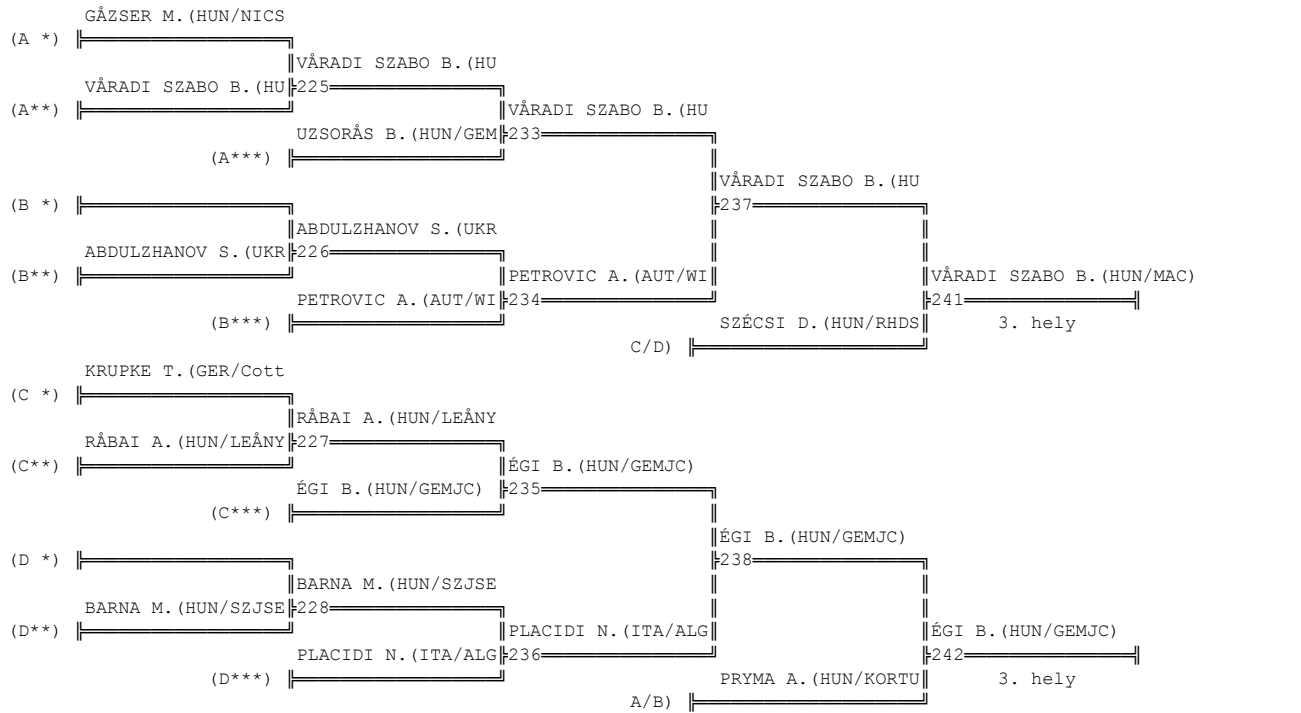 GÅZSER M.(HUN/NICS
(A *)
VÅRADI SZABO B.(HU
VÅRADI SZABO B.(HU 225
(A**)
VÅRADI SZABO B.(HU
UZSORÅS B.(HUN/GEM 233
(A***)
VÅRADI SZABO B.(HU
(B *)
237
ABDULZHANOV S.(UKR
ABDULZHANOV S.(UKR 226
(B**)
PETROVIC A.(AUT/WI
VÅRADI SZABO B.(HUN/MAC)
PETROVIC A.(AUT/WI 234
241
(B***)
SZÉCSI D.(HUN/RHDS
3. hely
C/D)
KRUPKE T.(GER/Cott
(C *)
RÅBAI A.(HUN/LEÅNY
RÅBAI A.(HUN/LEÅNY 227
(C**)
ÉGI B.(HUN/GEMJC)
ÉGI B.(HUN/GEMJC) 235
(C***)
ÉGI B.(HUN/GEMJC)
(D *)
238
BARNA M.(HUN/SZJSE
BARNA M.(HUN/SZJSE 228
(D**)
PLACIDI N.(ITA/ALG
ÉGI B.(HUN/GEMJC)
PLACIDI N.(ITA/ALG 236
242
(D***)
PRYMA A.(HUN/KORTU
3. hely
A/B)